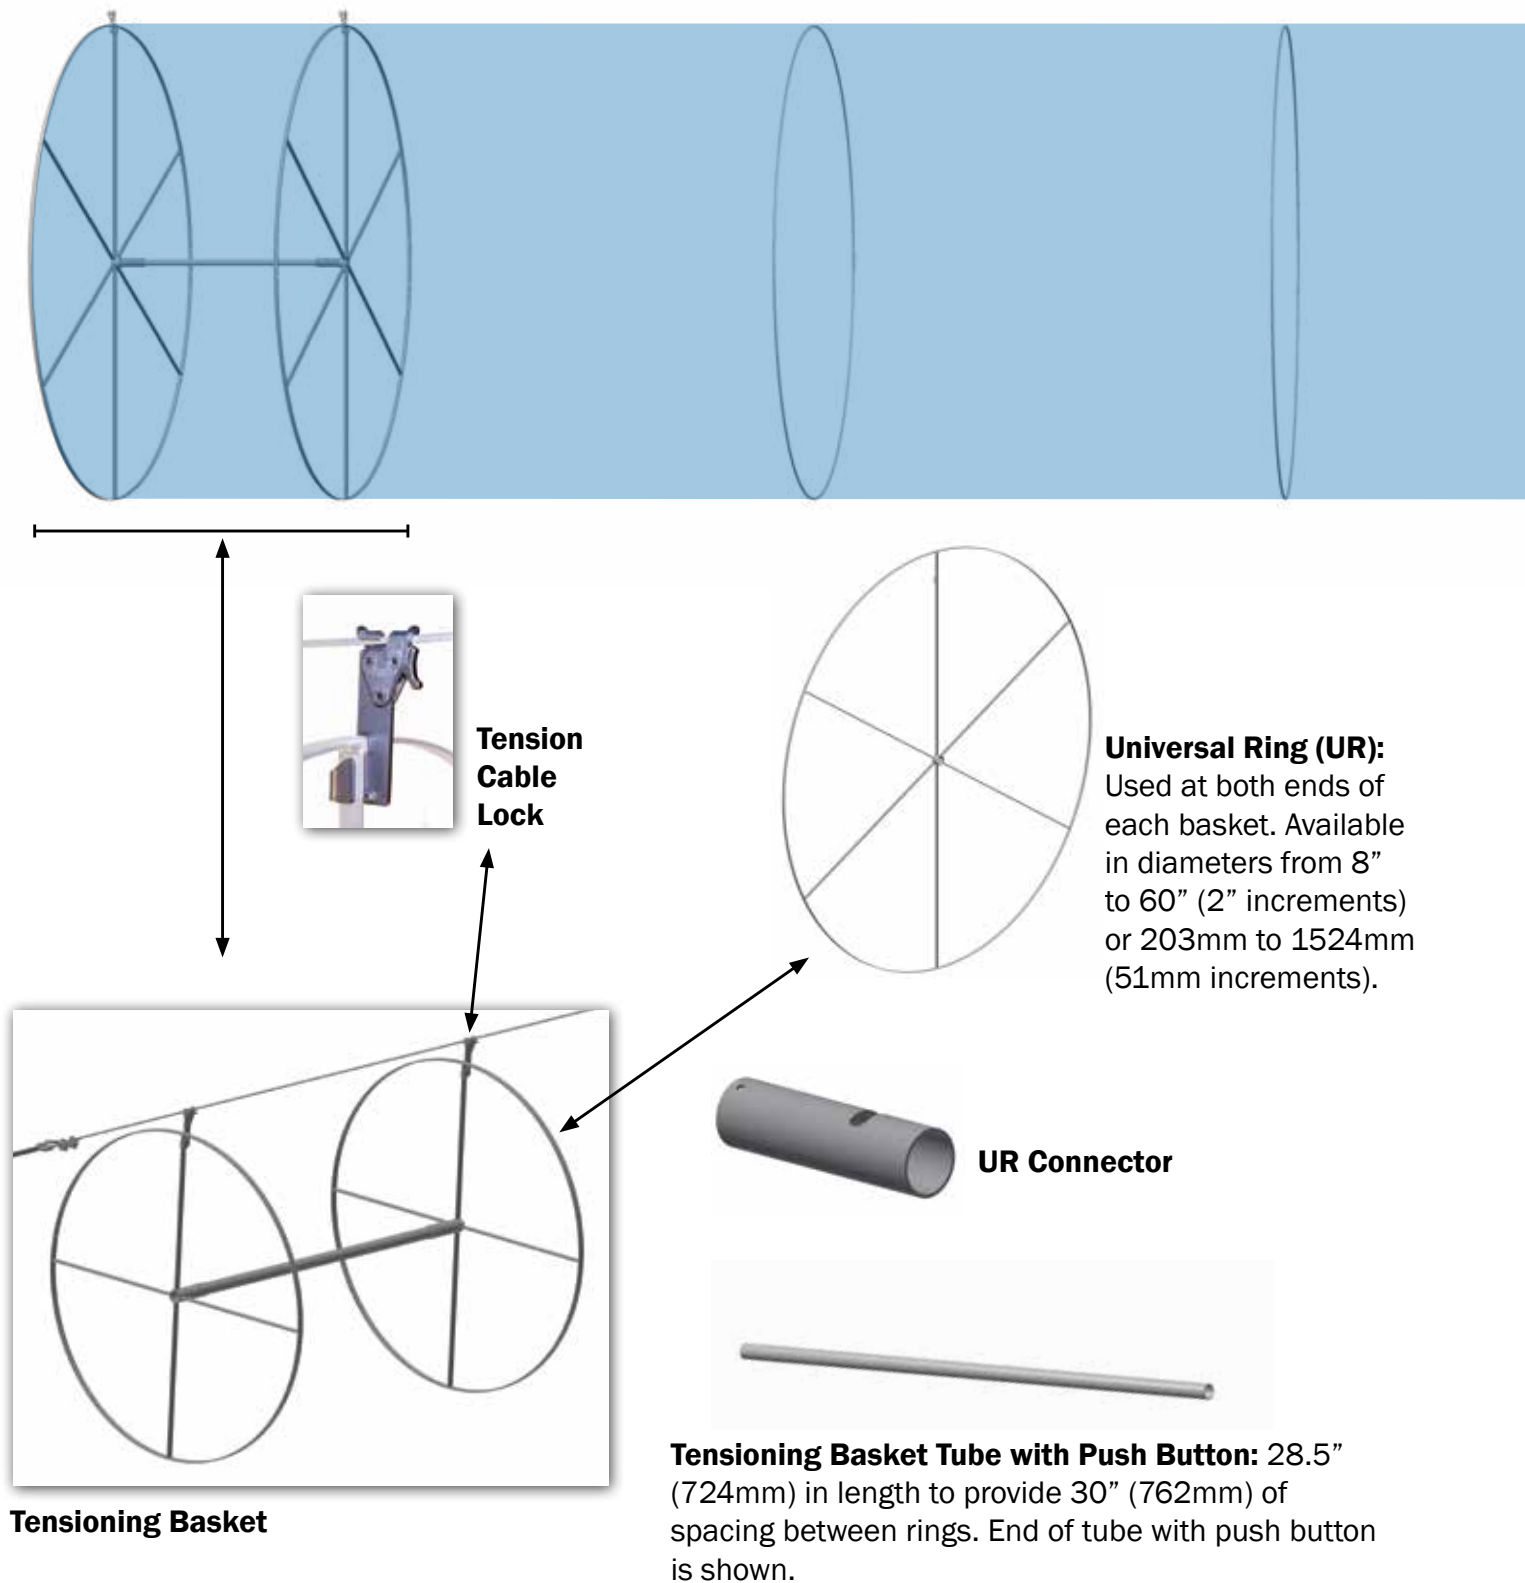 Tension
Cable
Lock
Universal Ring (UR):
Used at both ends of
each basket. Available
in diameters from 8”
to 60” (2” increments)
or 203mm to 1524mm
(51mm increments).
UR Connector
Tensioning Basket Tube with Push Button: 28.5”
(724mm) in length to provide 30” (762mm) of
spacing between rings. End of tube with push button
is shown.
Tensioning Basket